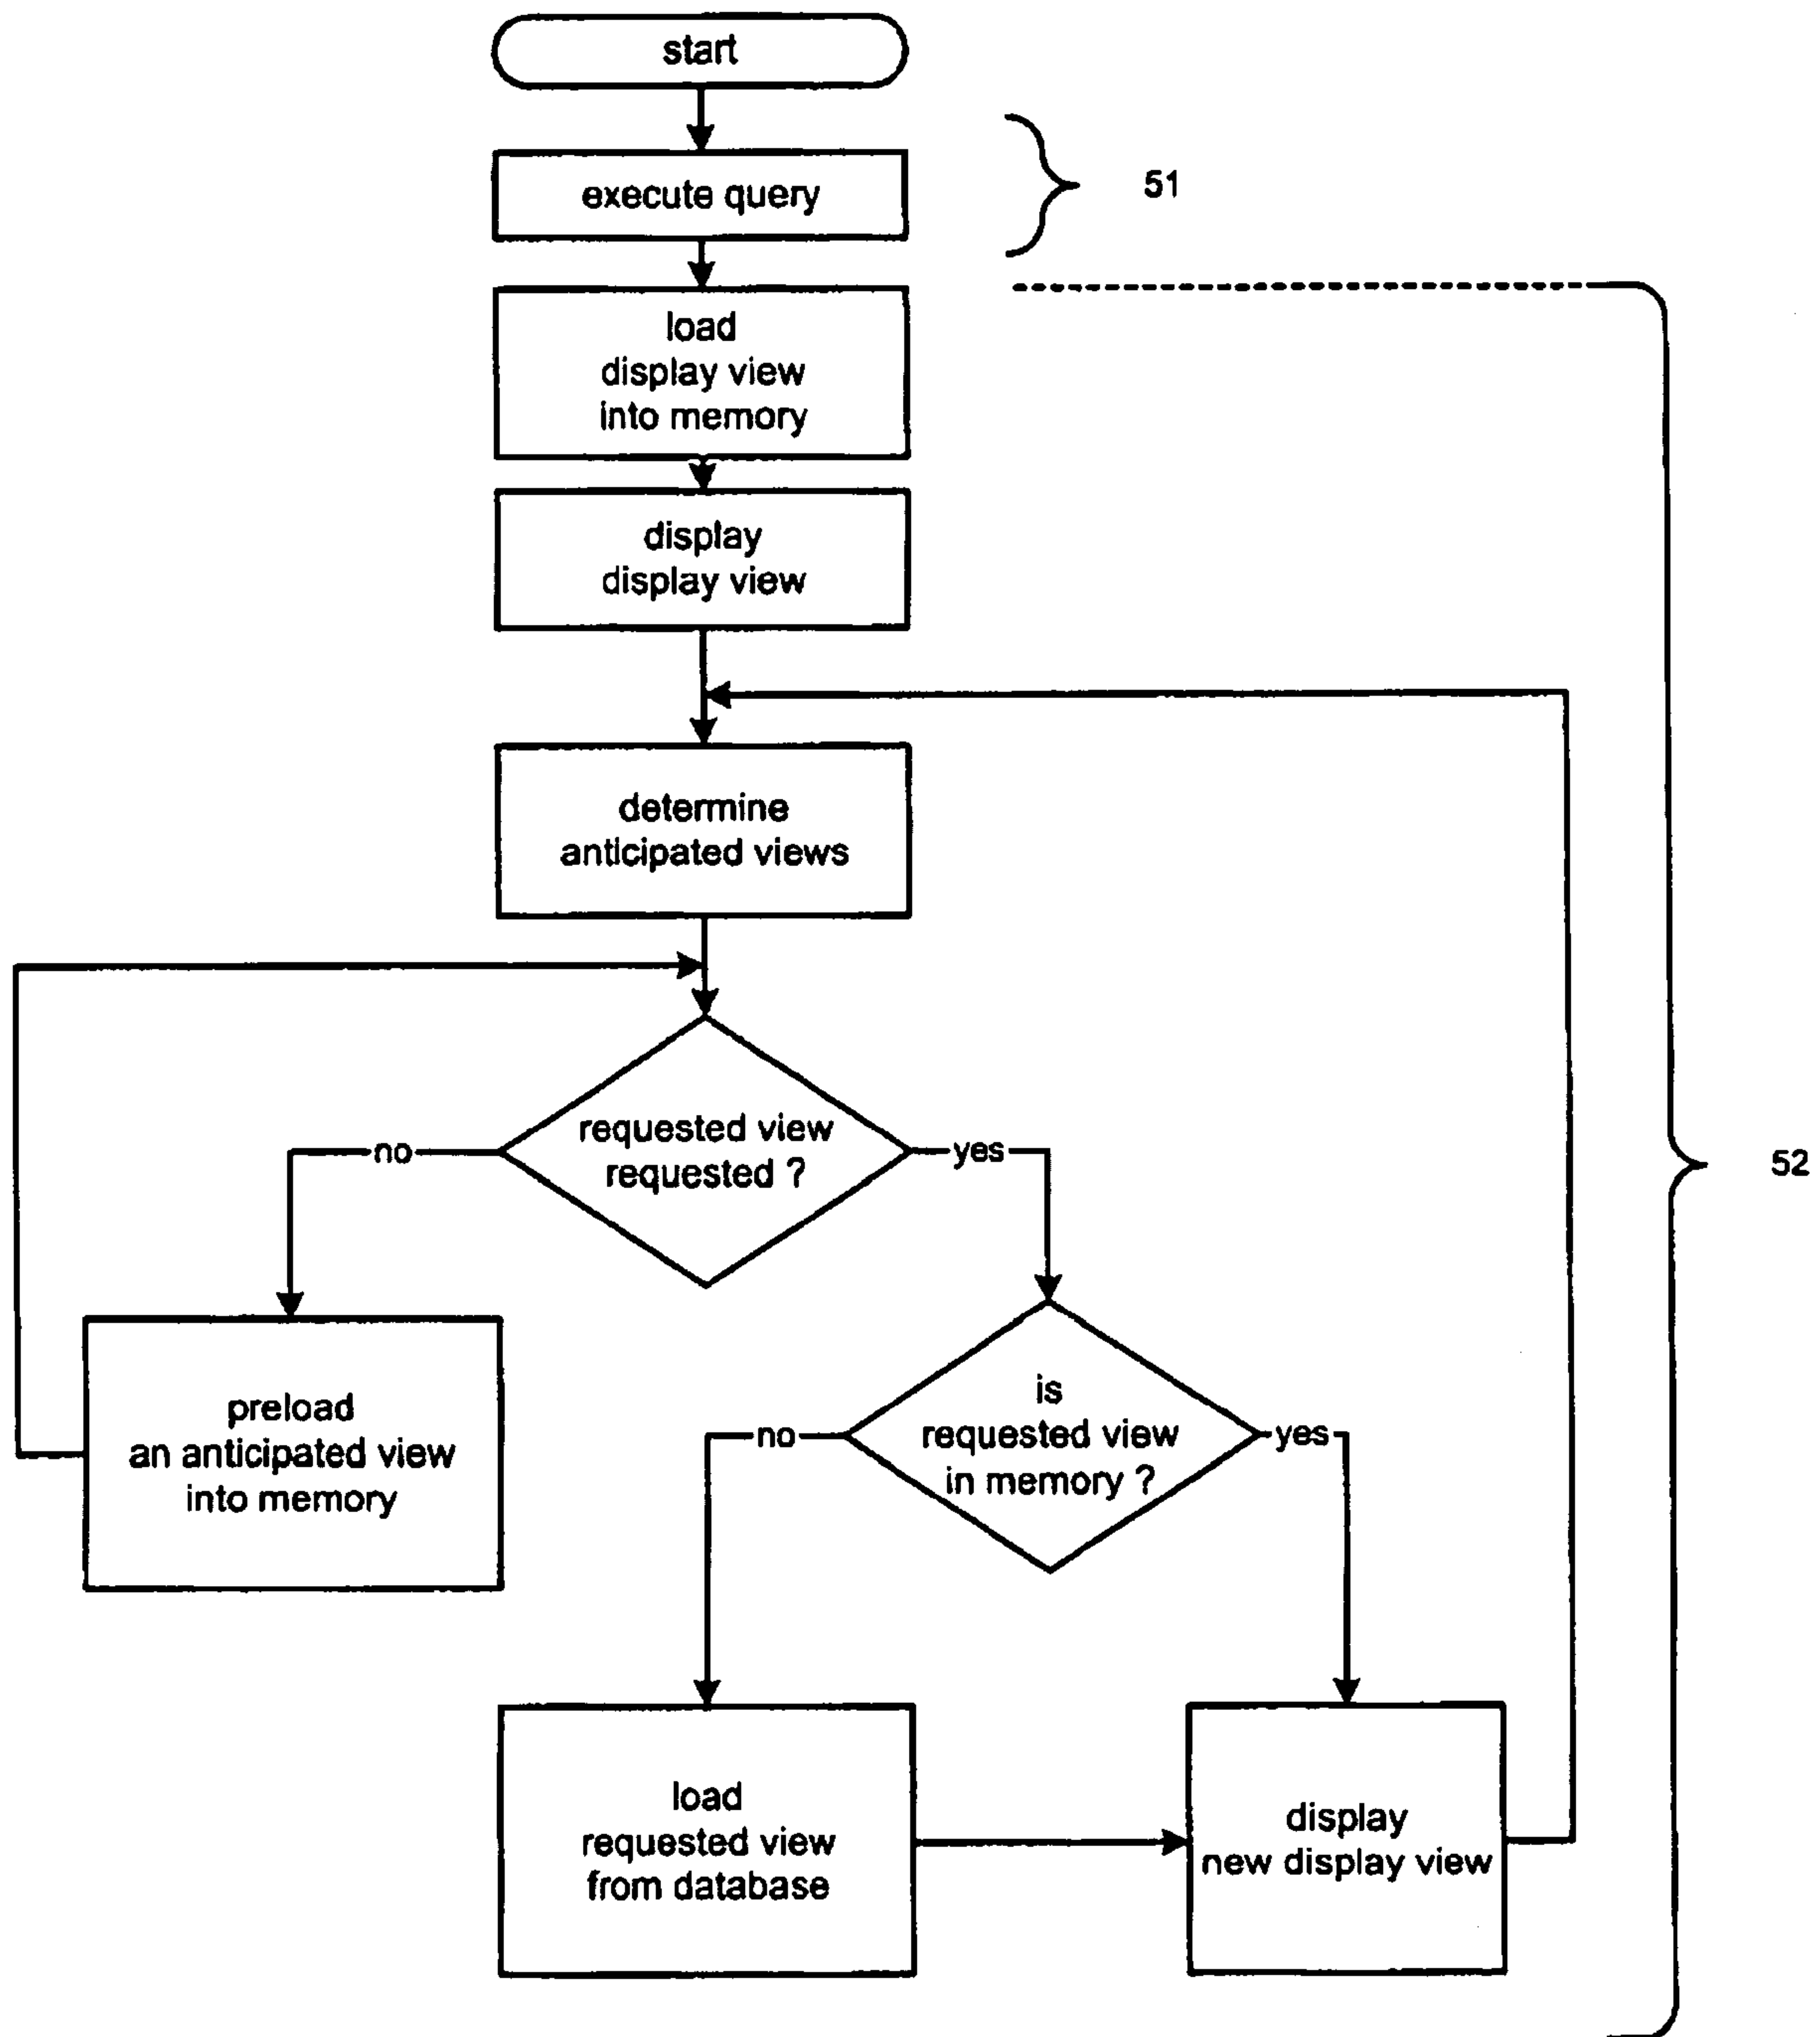 start
execute query
51
load
display view
into memory
display
display view
determine
anticipated views
requested view
requested ?
no
yes
52
preload
an anticipated view
into memory
is
requested view
in memory ?
no
yes
load
requested view
from database
display
new display view